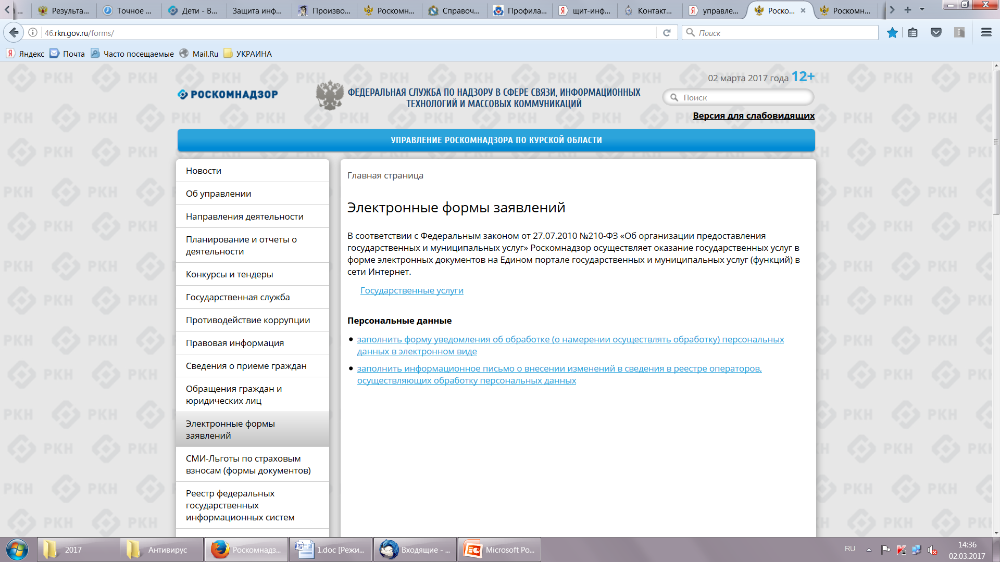 й ...
Результа...
Точное ...
Дети - В...
Защита инф...
Произво...
Роскомн...
Справоч...
Профила...
щит-инф...
Контакт...
управле...
Роско...
Роскомн...
46.rkn.gov.ru/forms/
Поиск
Яндекс
Почта
Часто посещаемые
Mail.Ru
УКРАИНА
02 марта 2017 года 12+
РОСКОМНАДЗОР
ФЕДЕРАЛЬНАЯ СЛУЖБА ПО НАДЗОРУ В СФЕРЕ СВЯЗИ, ИНФОРМАЦИОННЫХ
ТЕХНОЛОГИЙ И МАССОВЫХ КОММУНИКАЦИЙ
Поиск
Версия для слабовидящих
УПРАВЛЕНИЕ РОСКОМНАДЗОРА ПО КУРСКОЙ ОБЛАСТИ
Новости
Об управлении
Направления деятельности
Планирование и отчеты о
деятельности
Конкурсы и тендеры
Государственная служба
Противодействие коррупции
Правовая информация
Сведения о приеме граждан
Обращения граждан и
юридических лиц
Электронные формы
заявлений
СМИ-Льготы по страховым
взносам (формы документов)
Реестр федеральных
государственных
информационных систем
Главная страница
Электронные формы заявлений
В соответствии с Федеральным законом от 27.07.2010 №210-ФЗ «Об организации предоставления
государственных и муниципальных услуг» Роскомнадзор осуществляет оказание государственных услуг в
форме электронных документов на Едином портале государственных и муниципальных услуг (функций) в
сети Интернет.
Государственные услуги
Персональные данные
заполнить форму уведомления об обработке (о намерении осуществлять обработку) персональных
данных в электронном виде
заполнить информационное письмо о внесении изменений в сведения в реестре операторов,
осуществляющих обработку персональных данных
2017
Антивирус
Роскомнадз...
1.doc [Режи...
Входящие - ...
Microsoft Po...
RU
14:36
02.03.2017